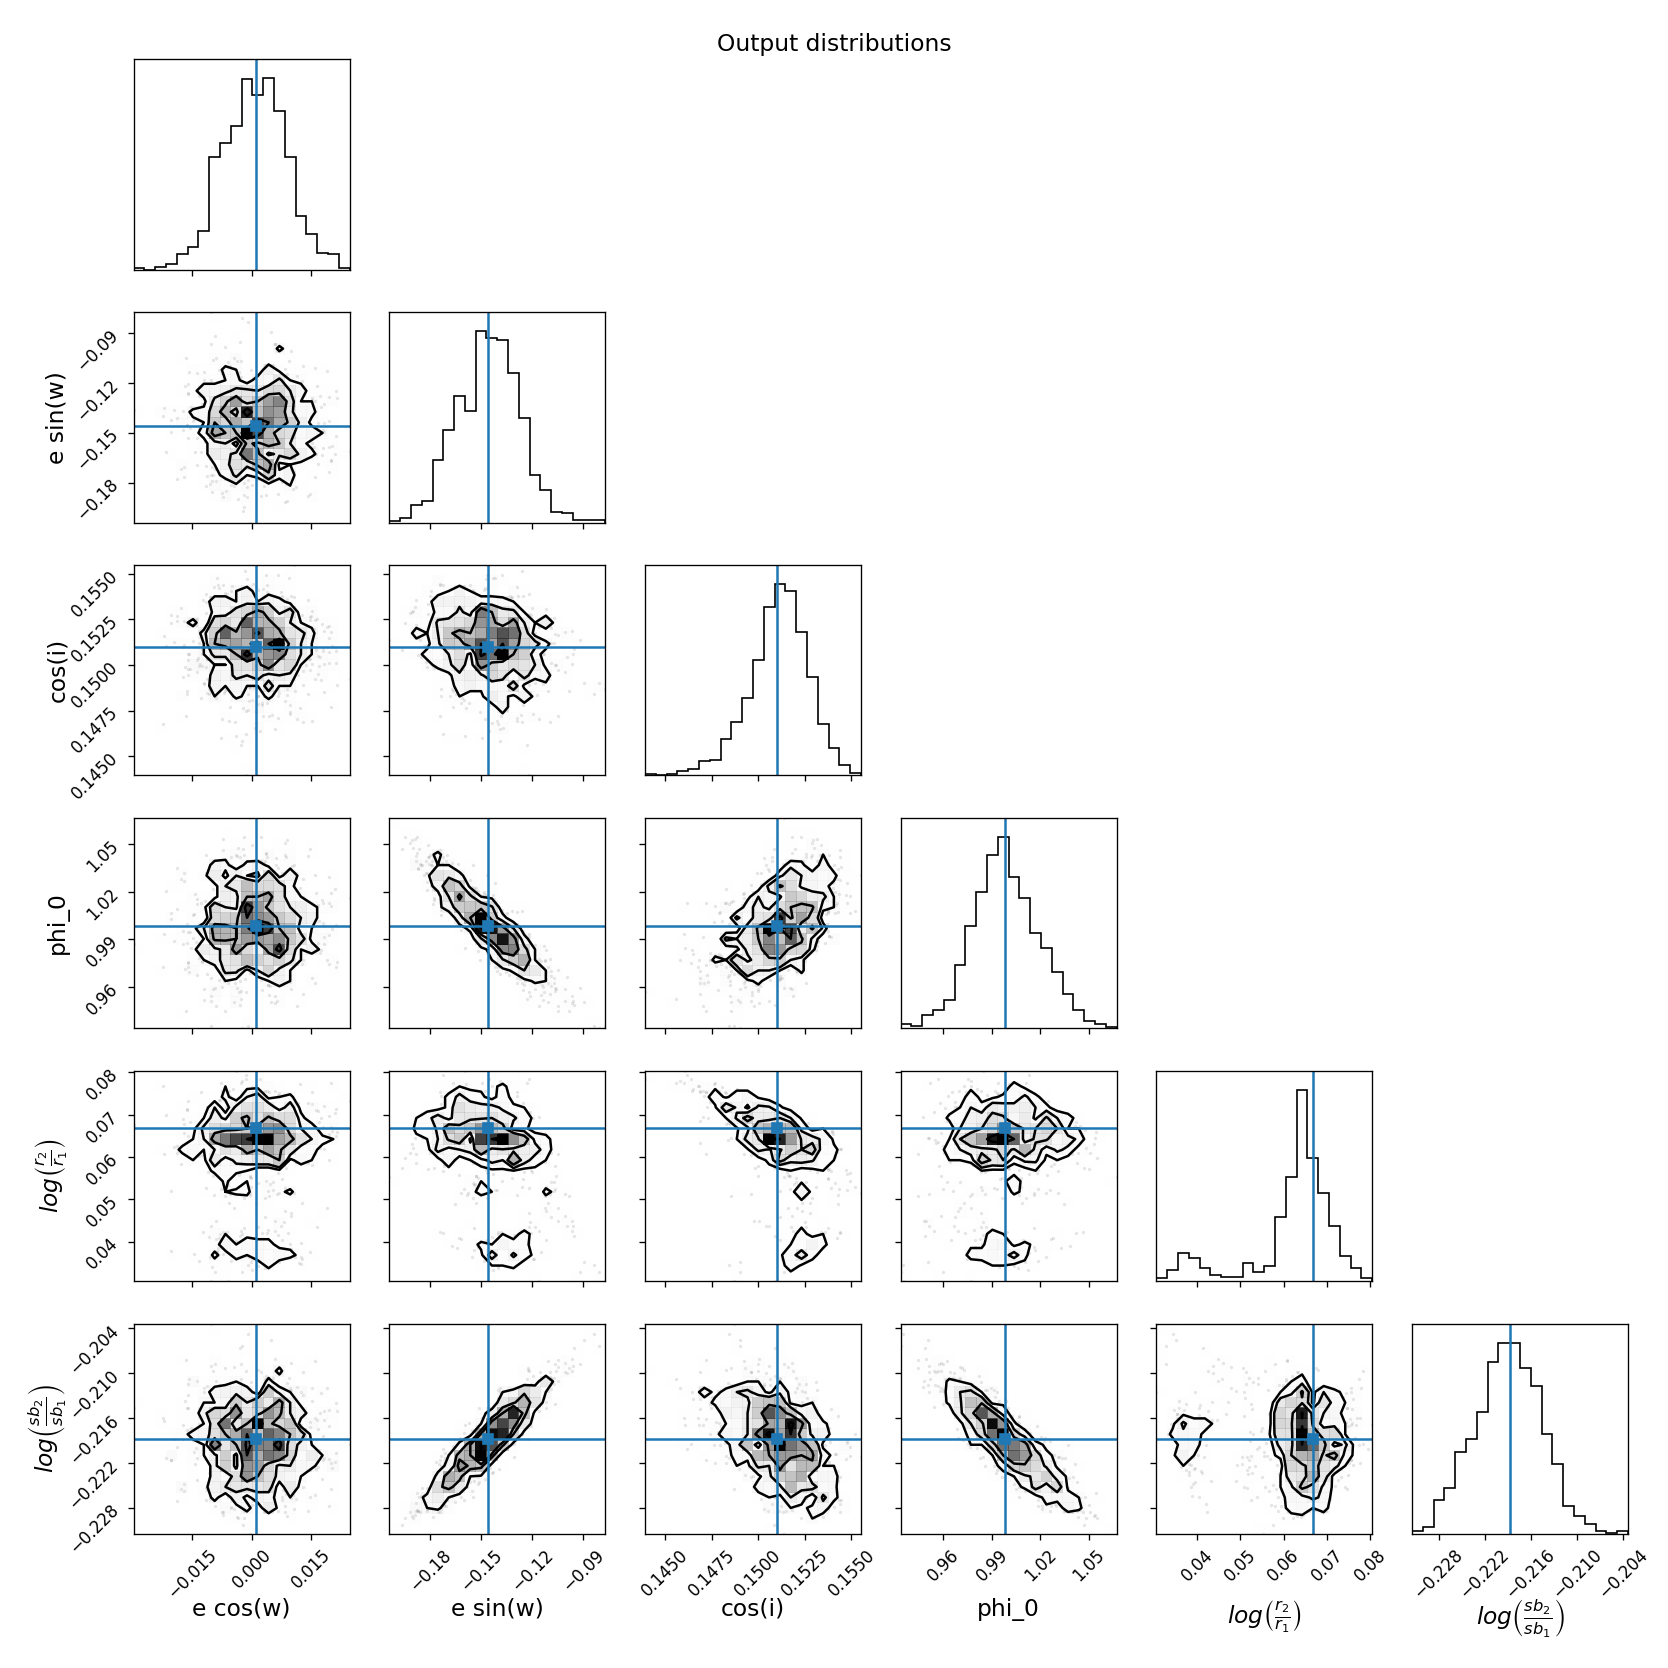 Output distributions
e sin(w)
−0.09
−0.12
−0.15
−0.18
cos(i)
0.1550
0.1525
0.1500
0.1475
0.1450
phi_0
1.05
1.02
0.99
0.96
log(r₂/r₁)
0.08
0.07
0.06
0.05
0.04
log(sb₂/sb₁)
−0.204
−0.210
−0.216
−0.222
−0.228
−0.015 0.000 0.015
−0.18 −0.15 −0.12 −0.09
0.1450 0.1475 0.1500 0.1525 0.1550
0.96 0.99 1.02 1.05
0.04 0.05 0.06 0.07 0.08
−0.228 −0.222 −0.216 −0.210 −0.204
e cos(w) e sin(w) cos(i) phi_0 log(r₂/r₁) log(sb₂/sb₁)